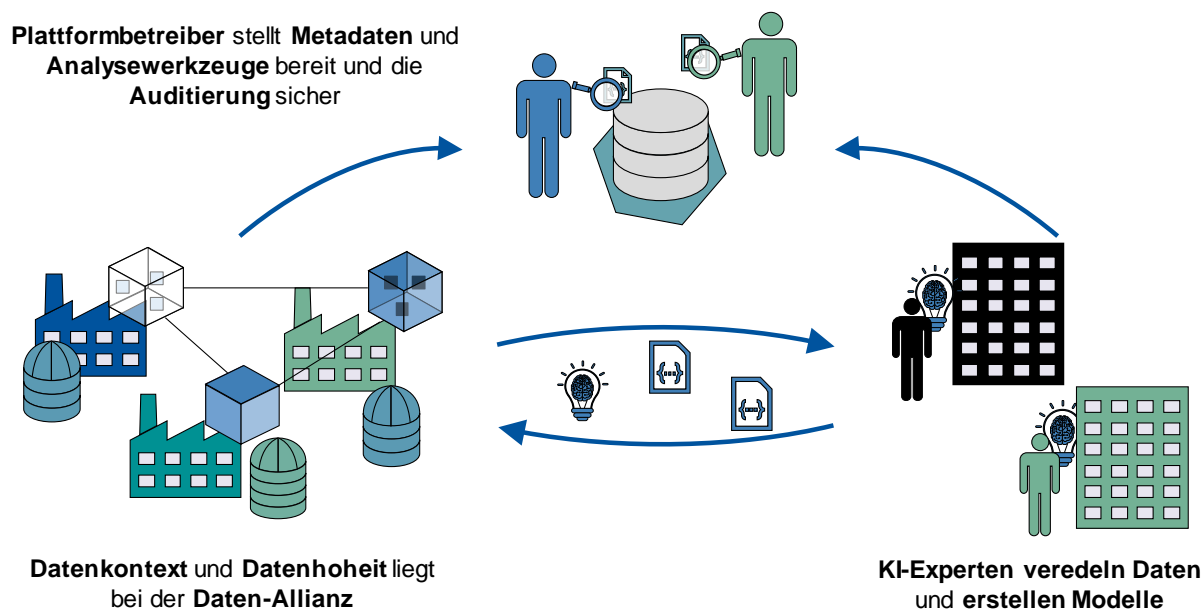 Plattformbetreiber stellt Metadaten und
Analysewerkzeuge bereit und die
Auditierung sicher
{...}
{...}
Datenkontext und Datenhoheit liegt
bei der Daten-Allianz
KI-Experten veredeln Daten
und erstellen Modelle